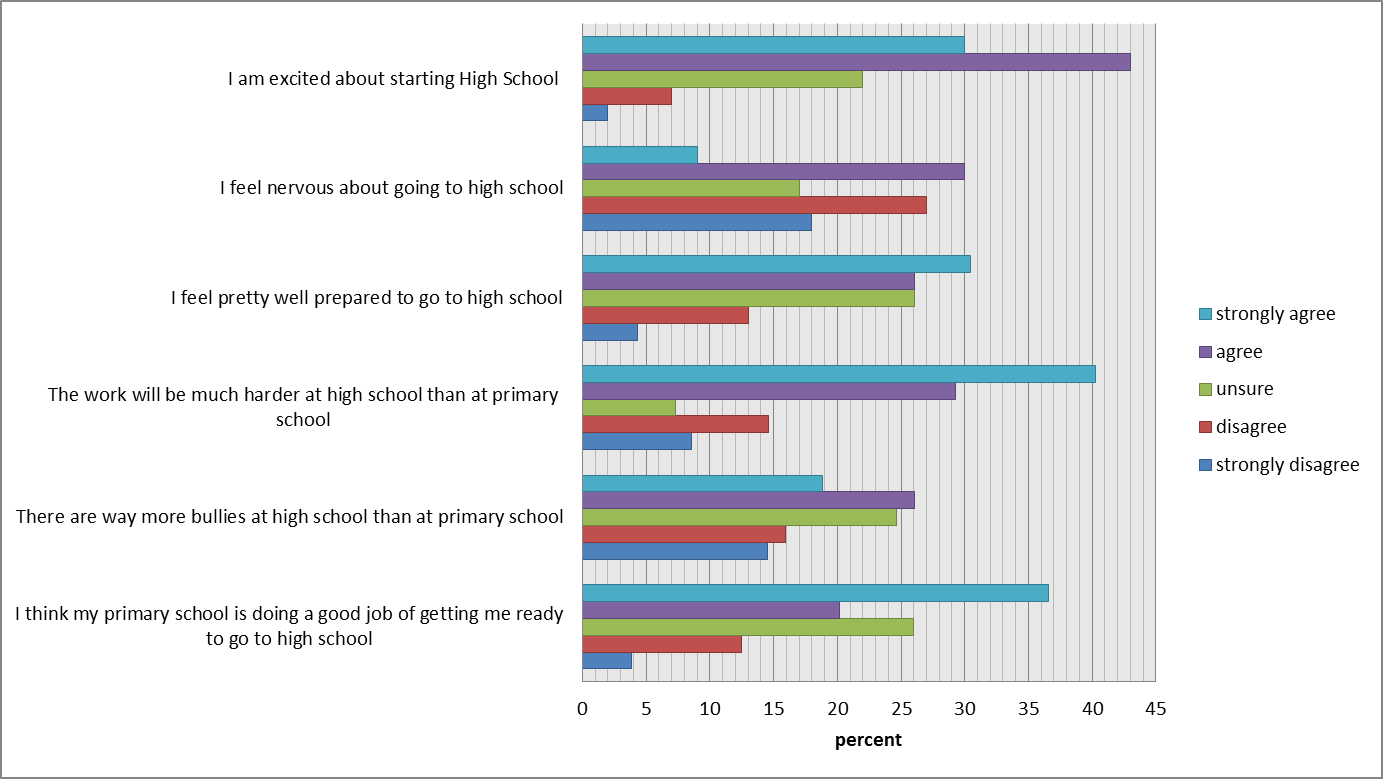 I am excited about starting High School
I feel nervous about going to high school
I feel pretty well prepared to go to high school
The work will be much harder at high school than at primary
school
There are way more bullies at high school than at primary school
I think my primary school is doing a good job of getting me ready
to go to high school
0 5 10 15 20 25 30 35 40 45
percent
strongly agree
agree
unsure
disagree
strongly disagree